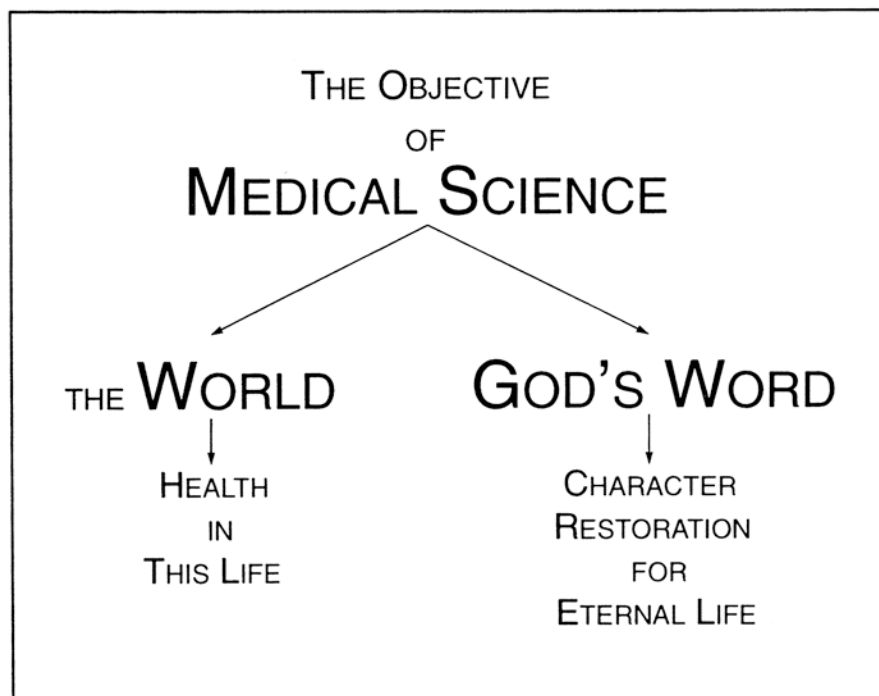 The Objective
of
Medical Science
the World
God's Word
Health
in
This Life
Character
Restoration
for
Eternal Life